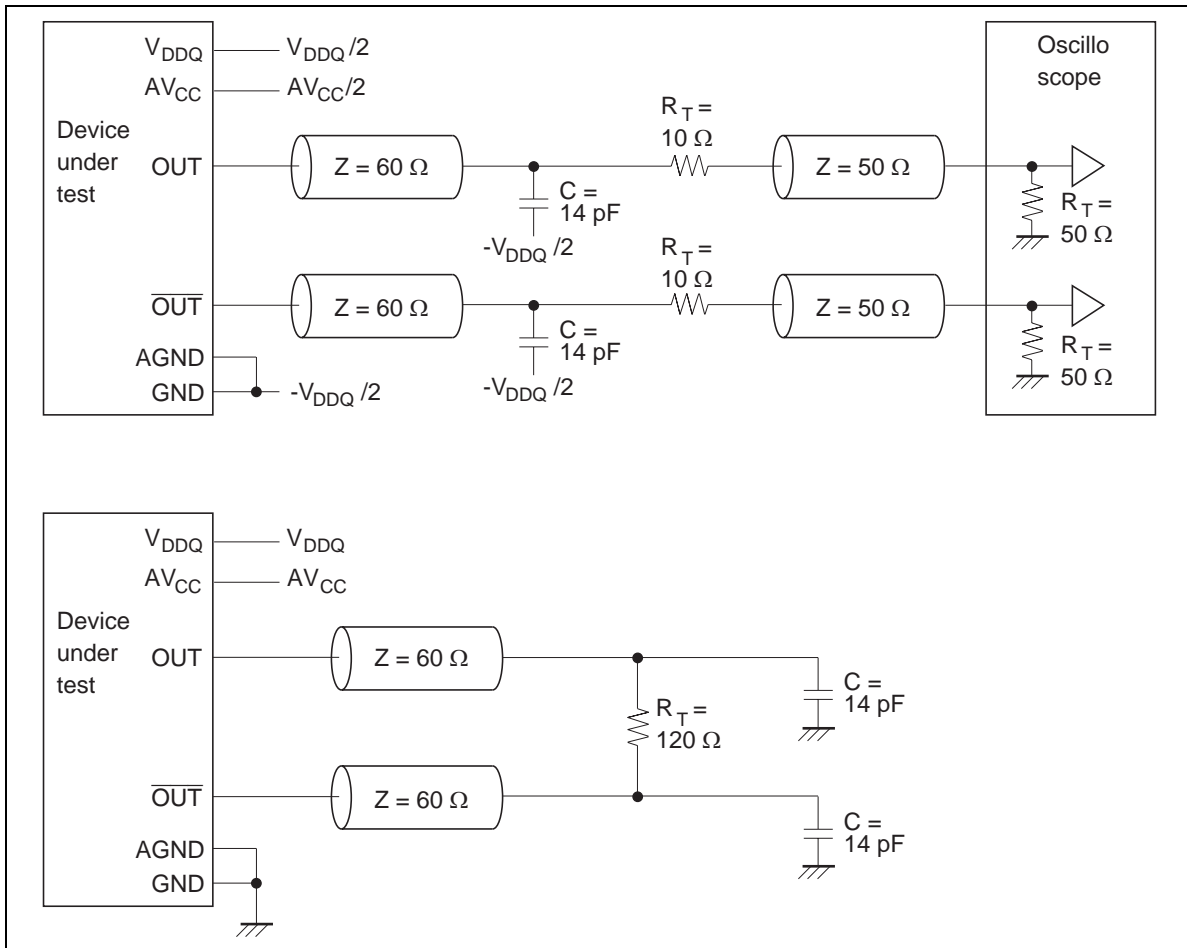 V_DDQ V_DDQ/2
AV_CC AV_CC/2
Device
under
test
OUT
Z = 60 Ω
C =
14 pF
-V_DDQ/2
R_T =
10 Ω
Z = 50 Ω
Oscillo
scope
R_T =
50 Ω
O̅U̅T̅
Z = 60 Ω
C =
14 pF
-V_DDQ/2
R_T =
10 Ω
Z = 50 Ω
R_T =
50 Ω
AGND
GND -V_DDQ/2
V_DDQ V_DDQ
AV_CC AV_CC
Device
under
test
OUT
Z = 60 Ω
R_T =
120 Ω
C =
14 pF
O̅U̅T̅
Z = 60 Ω
C =
14 pF
AGND
GND